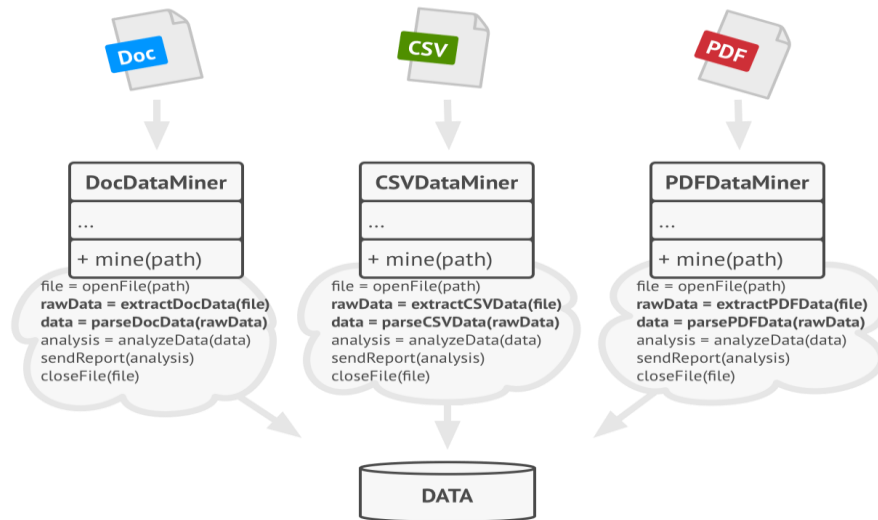 Doc
CSV
PDF
DocDataMiner
...
+ mine(path)
file = openFile(path)
rawData = extractDocData(file)
data = parseDocData(rawData)
analysis = analyzeData(data)
sendReport(analysis)
closeFile(file)
CSVDataMiner
...
+ mine(path)
file = openFile(path)
rawData = extractCSVData(file)
data = parseCSVData(rawData)
analysis = analyzeData(data)
sendReport(analysis)
closeFile(file)
PDFDataMiner
...
+ mine(path)
file = openFile(path)
rawData = extractPDFData(file)
data = parsePDFData(rawData)
analysis = analyzeData(data)
sendReport(analysis)
closeFile(file)
DATA